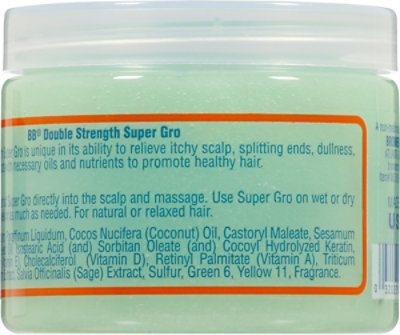 BB® Double Strength Super Gro
Super Gro is unique in its ability to relieve itchy scalp, splitting ends, dullness,
necessary oils and nutrients to promote healthy hair.
Super Gro directly into the scalp and massage. Use Super Gro on wet or dry
as much as needed. For natural or relaxed hair.
Liquidum, Cocos Nucifera (Coconut) Oil, Castoryl Maleate, Sesamum
Isostearic Acid (and) Sorbitan Oleate (and) Cocoyl Hydrolyzed Keratin,
Cholecalciferol (Vitamin D), Retinyl Palmitate (Vitamin A), Triticum
Extract, Salvia Officinalis (Sage) Extract, Sulfur, Green 6, Yellow 11, Fragrance.
US